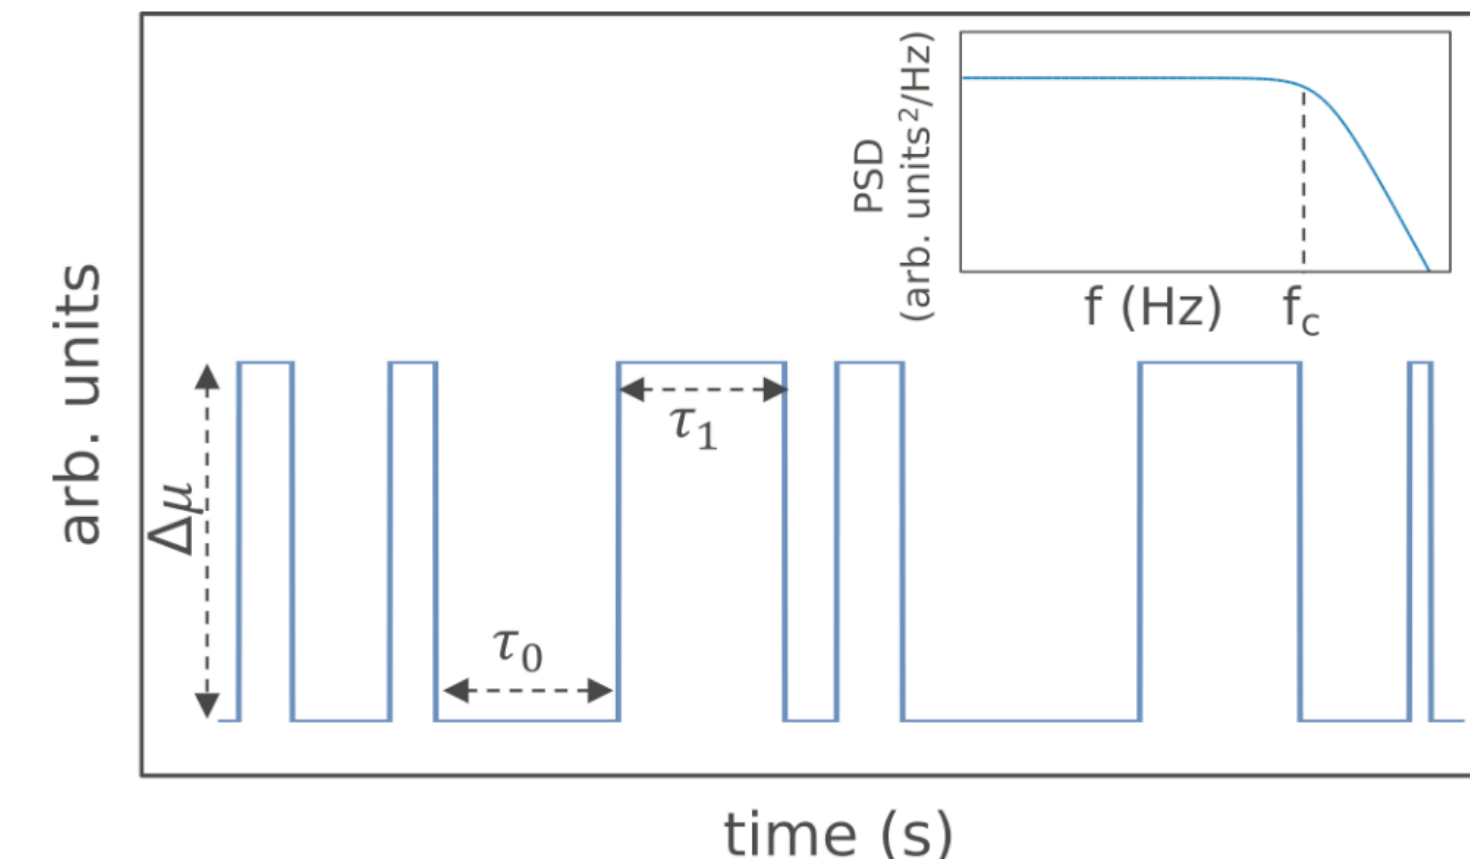 PSD
(arb. units²/Hz)
f (Hz)
f_c
arb. units
Δμ
τ₁
τ₀
time (s)